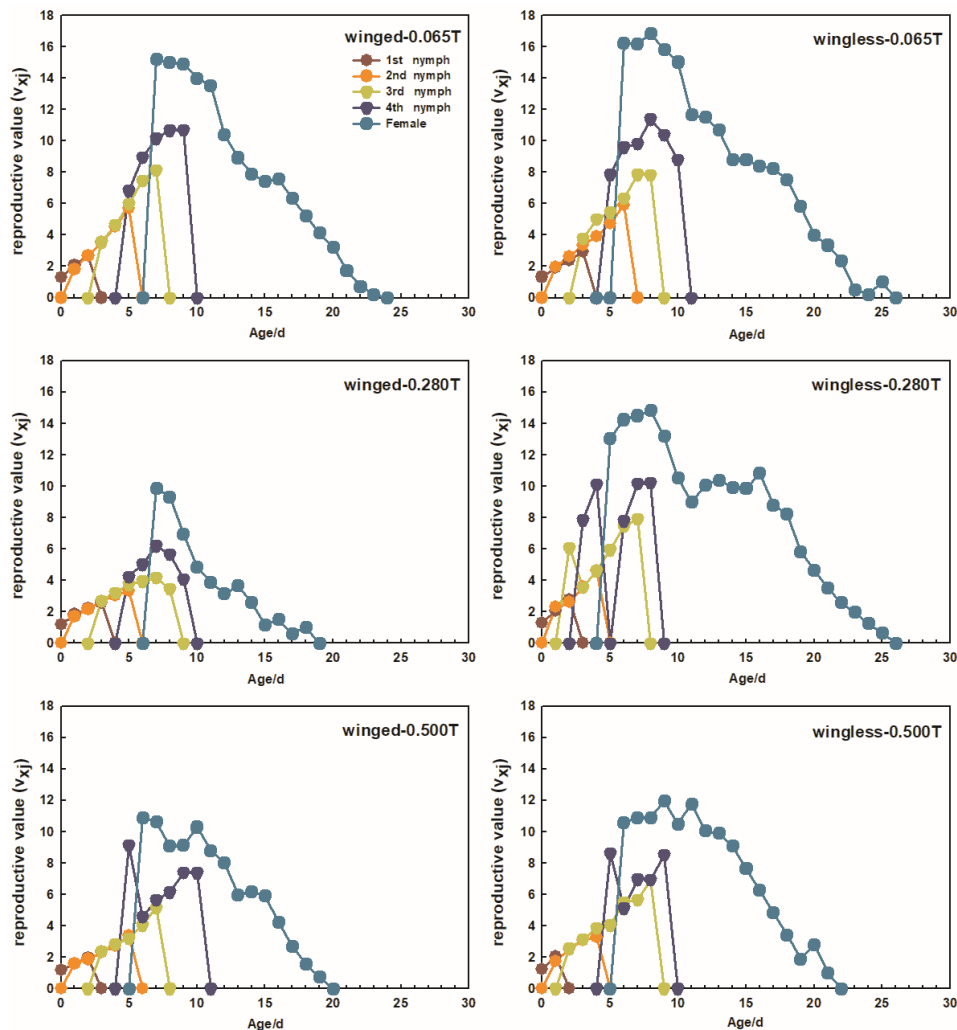 18
16
14
12
10
8
6
4
2
0
reproductive value (vxj)
winged-0.065T
1st nymph
2nd nymph
3rd nymph
4th nymph
Female
0 5 10 15 20 25 30
Age/d
18
16
14
12
10
8
6
4
2
0
reproductive value (vxj)
wingless-0.065T
0 5 10 15 20 25 30
Age/d
18
16
14
12
10
8
6
4
2
0
reproductive value (vxj)
winged-0.280T
0 5 10 15 20 25 30
Age/d
18
16
14
12
10
8
6
4
2
0
reproductive value (vxj)
wingless-0.280T
0 5 10 15 20 25 30
Age/d
18
16
14
12
10
8
6
4
2
0
reproductive value (vxj)
winged-0.500T
0 5 10 15 20 25 30
Age/d
18
16
14
12
10
8
6
4
2
0
reproductive value (vxj)
wingless-0.500T
0 5 10 15 20 25 30
Age/d